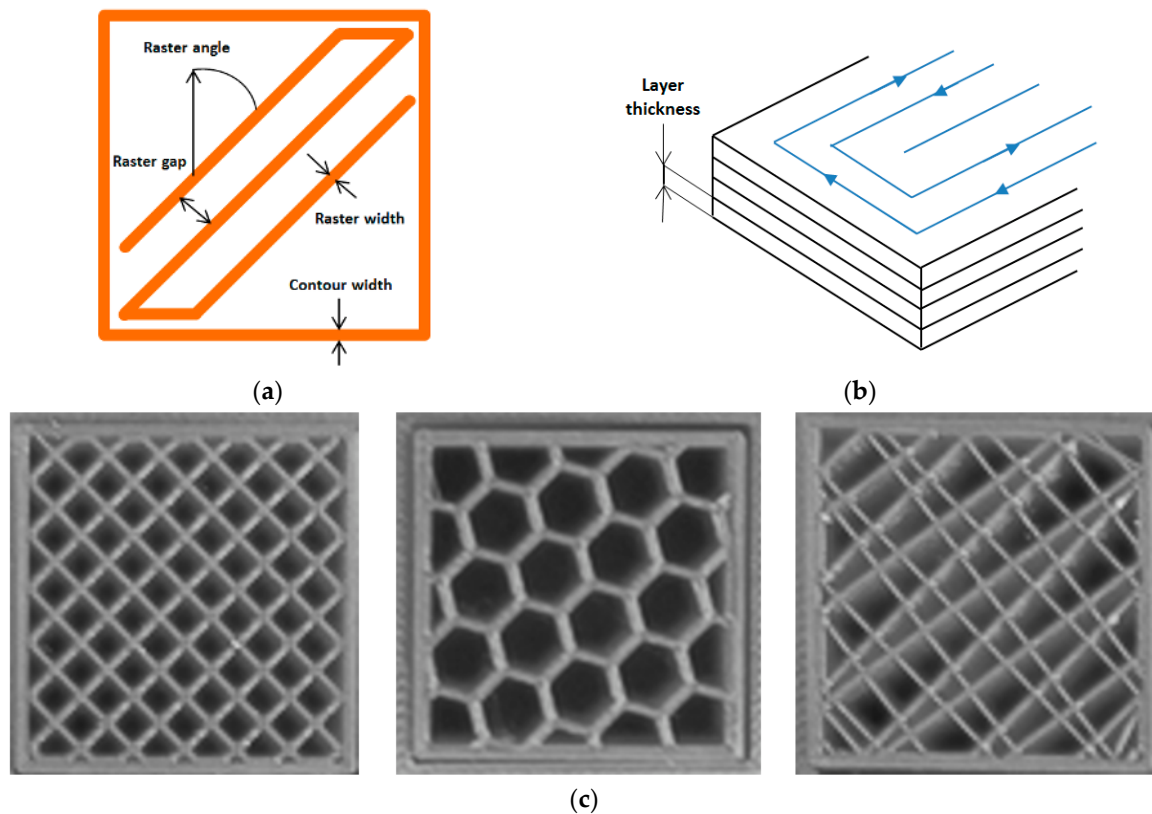 Raster angle
Raster gap
Raster width
Contour width
(a)
Layer
thickness
(b)
(c)